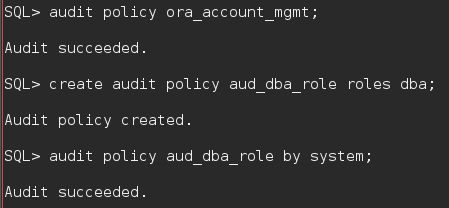 SQL> audit policy ora_account_mgmt;
Audit succeeded.
SQL> create audit policy aud_dba_role roles dba;
Audit policy created.
SQL> audit policy aud_dba_role by system;
Audit succeeded.